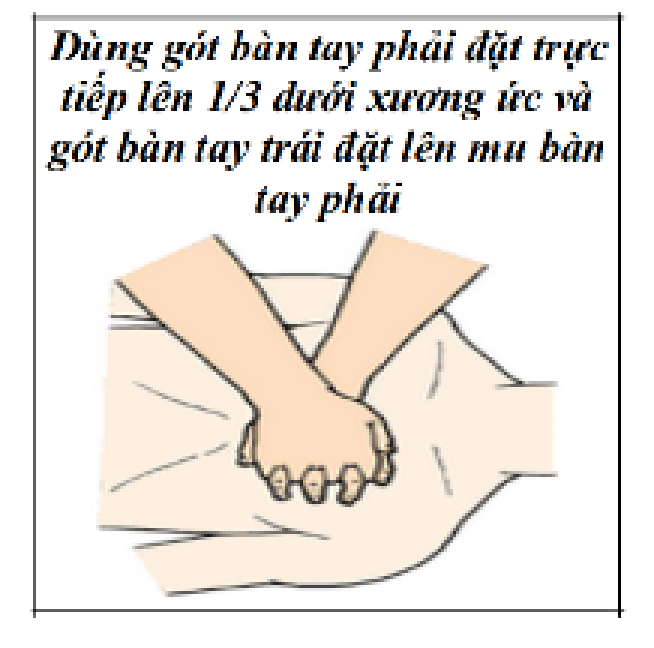 Dùng gót bàn tay phải đặt trực
tiếp lên 1/3 dưới xương ức và
gót bàn tay trái đặt lên mu bàn
tay phải